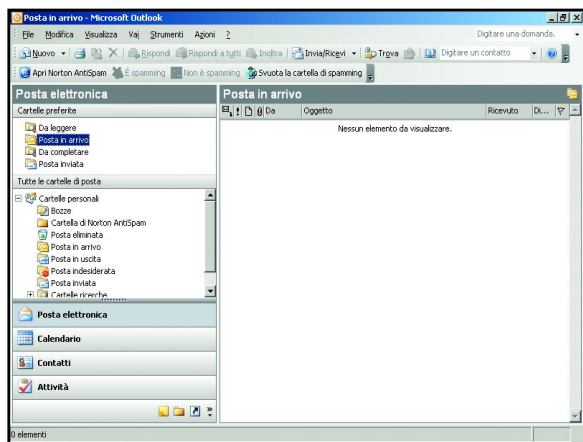 Posta in arrivo - Microsoft Outlook
File Modifica Visualizza Vai Strumenti Azioni ? Digitare una domanda.
Nuovo Rispondi Rispondi a tutti Inoltra Invia/Ricevi Trova Digitare un contatto
Apri Norton AntiSpam È spamming Non è spamming Svuota la cartella di spamming
Posta elettronica
Cartelle preferite
Da leggere
Posta in arrivo
Da completare
Posta inviata
Tutte le cartelle di posta
Cartelle personali
Bozze
Cartella di Norton AntiSpam
Posta eliminata
Posta in arrivo
Posta in uscita
Posta indesiderata
Posta inviata
Cartelle ricerche
Posta elettronica
Calendario
Contatti
Attività
Posta in arrivo
Da Oggetto Ricevuto Di...
Nessun elemento da visualizzare.
0 elementi